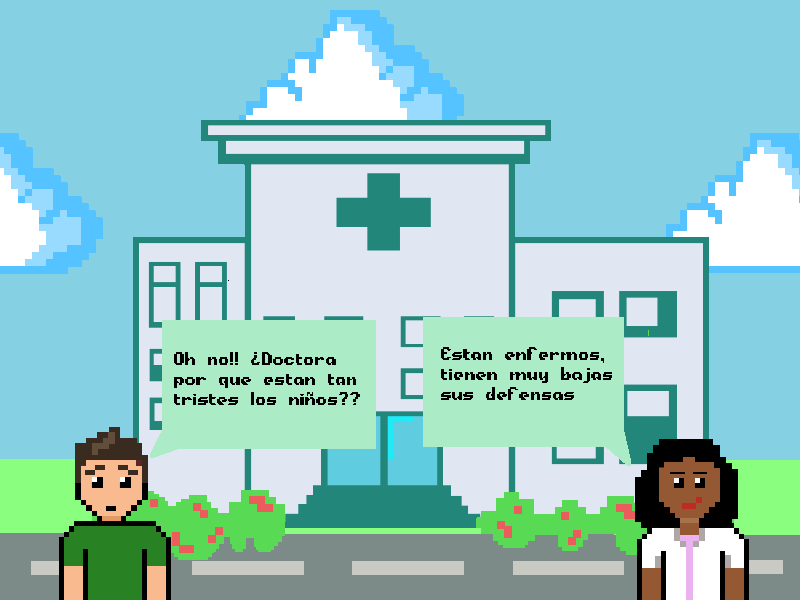 Oh no!! ¿Doctora
por que estan tan
tristes los niños??
Estan enfermos,
tienen muy bajas
sus defensas